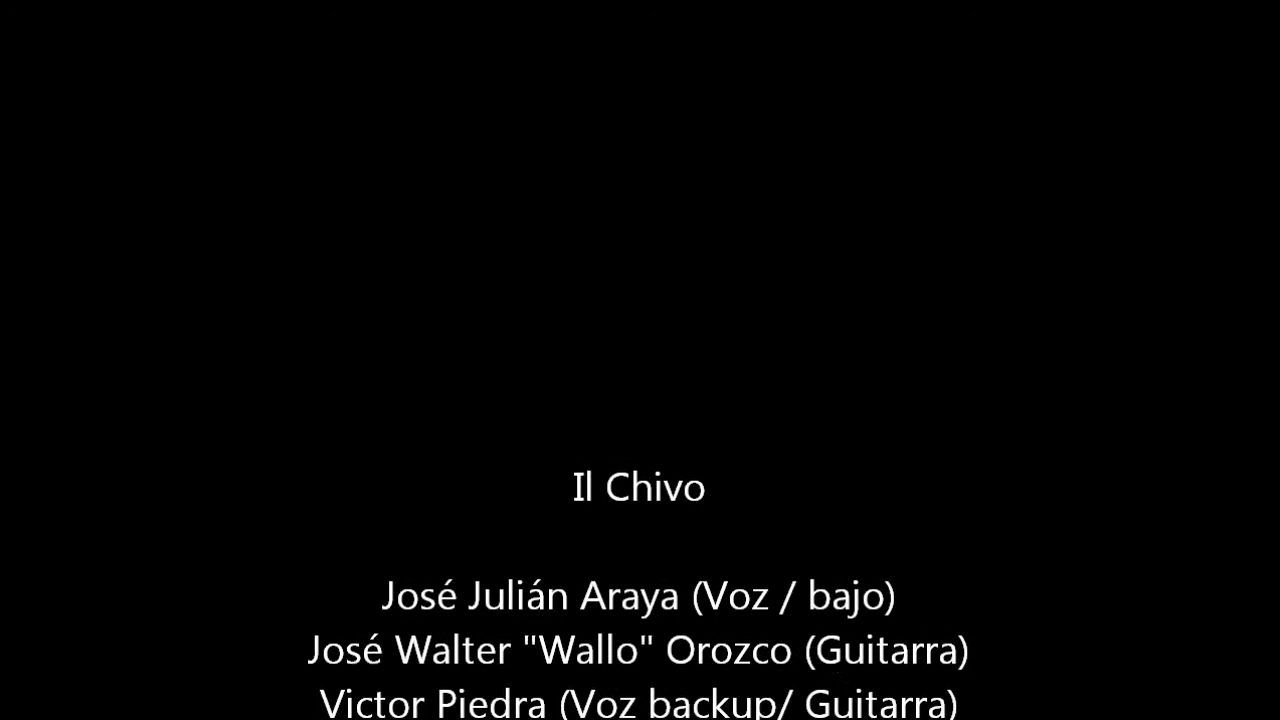 Il Chivo
José Julián Araya (Voz / bajo)
José Walter "Wallo" Orozco (Guitarra)
Victor Piedra (Voz backup/ Guitarra)